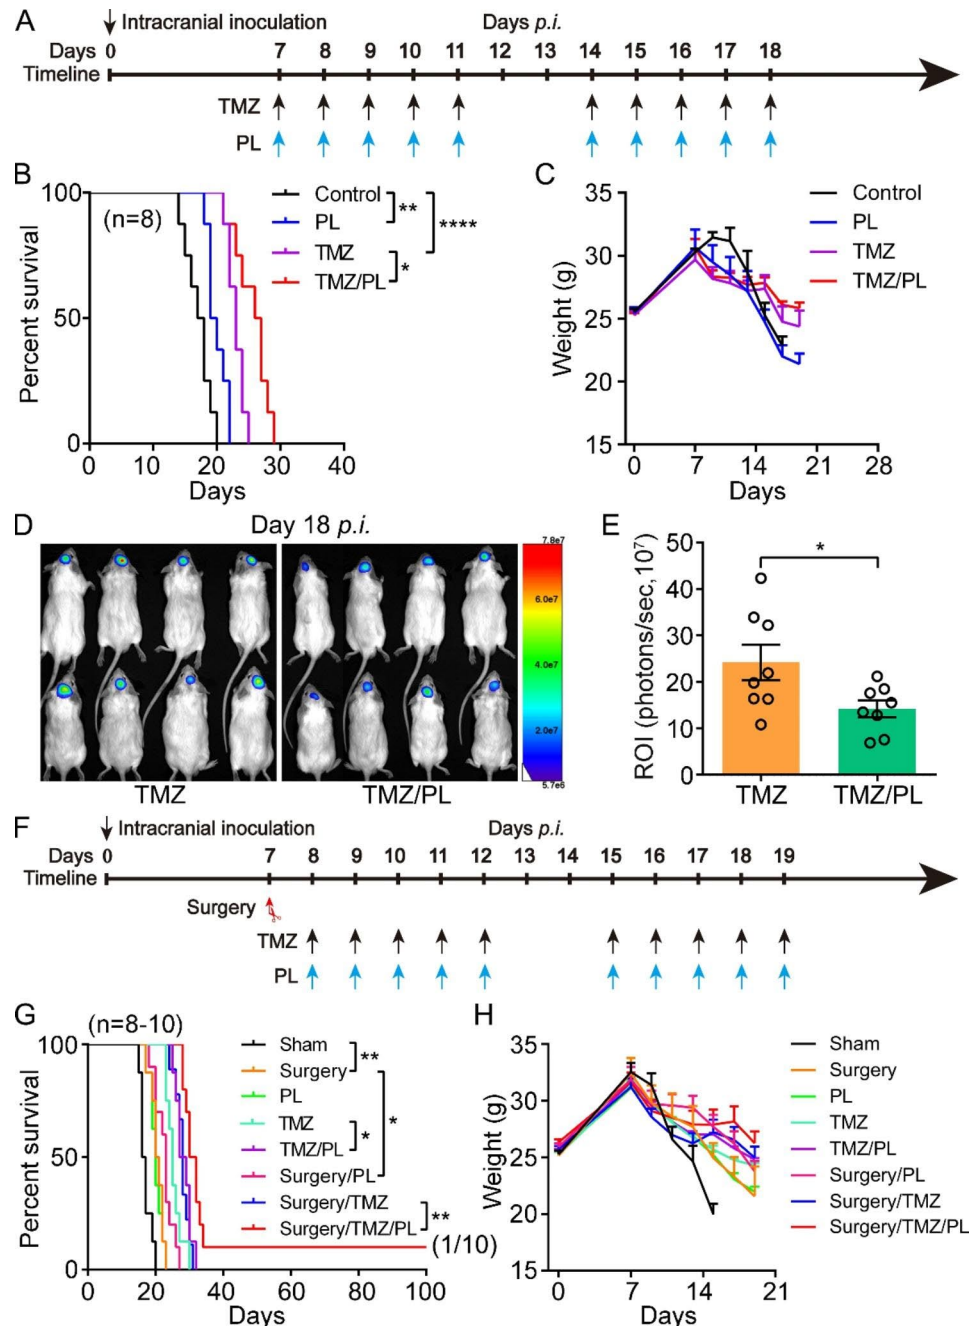 A
Intracranial inoculation
Days p.i.
Days 0 7 8 9 10 11 12 13 14 15 16 17 18
Timeline
TMZ
PL
B
100
50
0
Percent survival
(n=8)
Control
PL
TMZ
TMZ/PL
**
****
*
0 10 20 30 40
Days
C
35
30
25
20
15
Weight (g)
Control
PL
TMZ
TMZ/PL
0 7 14 21 28
Days
D
Day 18 p.i.
7.8e7
6.0e7
4.0e7
2.0e7
5.7e6
TMZ TMZ/PL
E
50
40
30
20
10
0
ROI (photons/sec, 10⁷)
*
TMZ TMZ/PL
F
Intracranial inoculation
Days p.i.
Days 0 7 8 9 10 11 12 13 14 15 16 17 18 19
Timeline
Surgery
TMZ
PL
G
(n=8-10)
100
50
0
Percent survival
Sham
Surgery
PL
TMZ
TMZ/PL
Surgery/PL
Surgery/TMZ
Surgery/TMZ/PL
**
*
*
**
(1/10)
0 20 40 60 80 100
Days
H
35
30
25
20
15
Weight (g)
Sham
Surgery
PL
TMZ
TMZ/PL
Surgery/PL
Surgery/TMZ
Surgery/TMZ/PL
0 7 14 21
Days